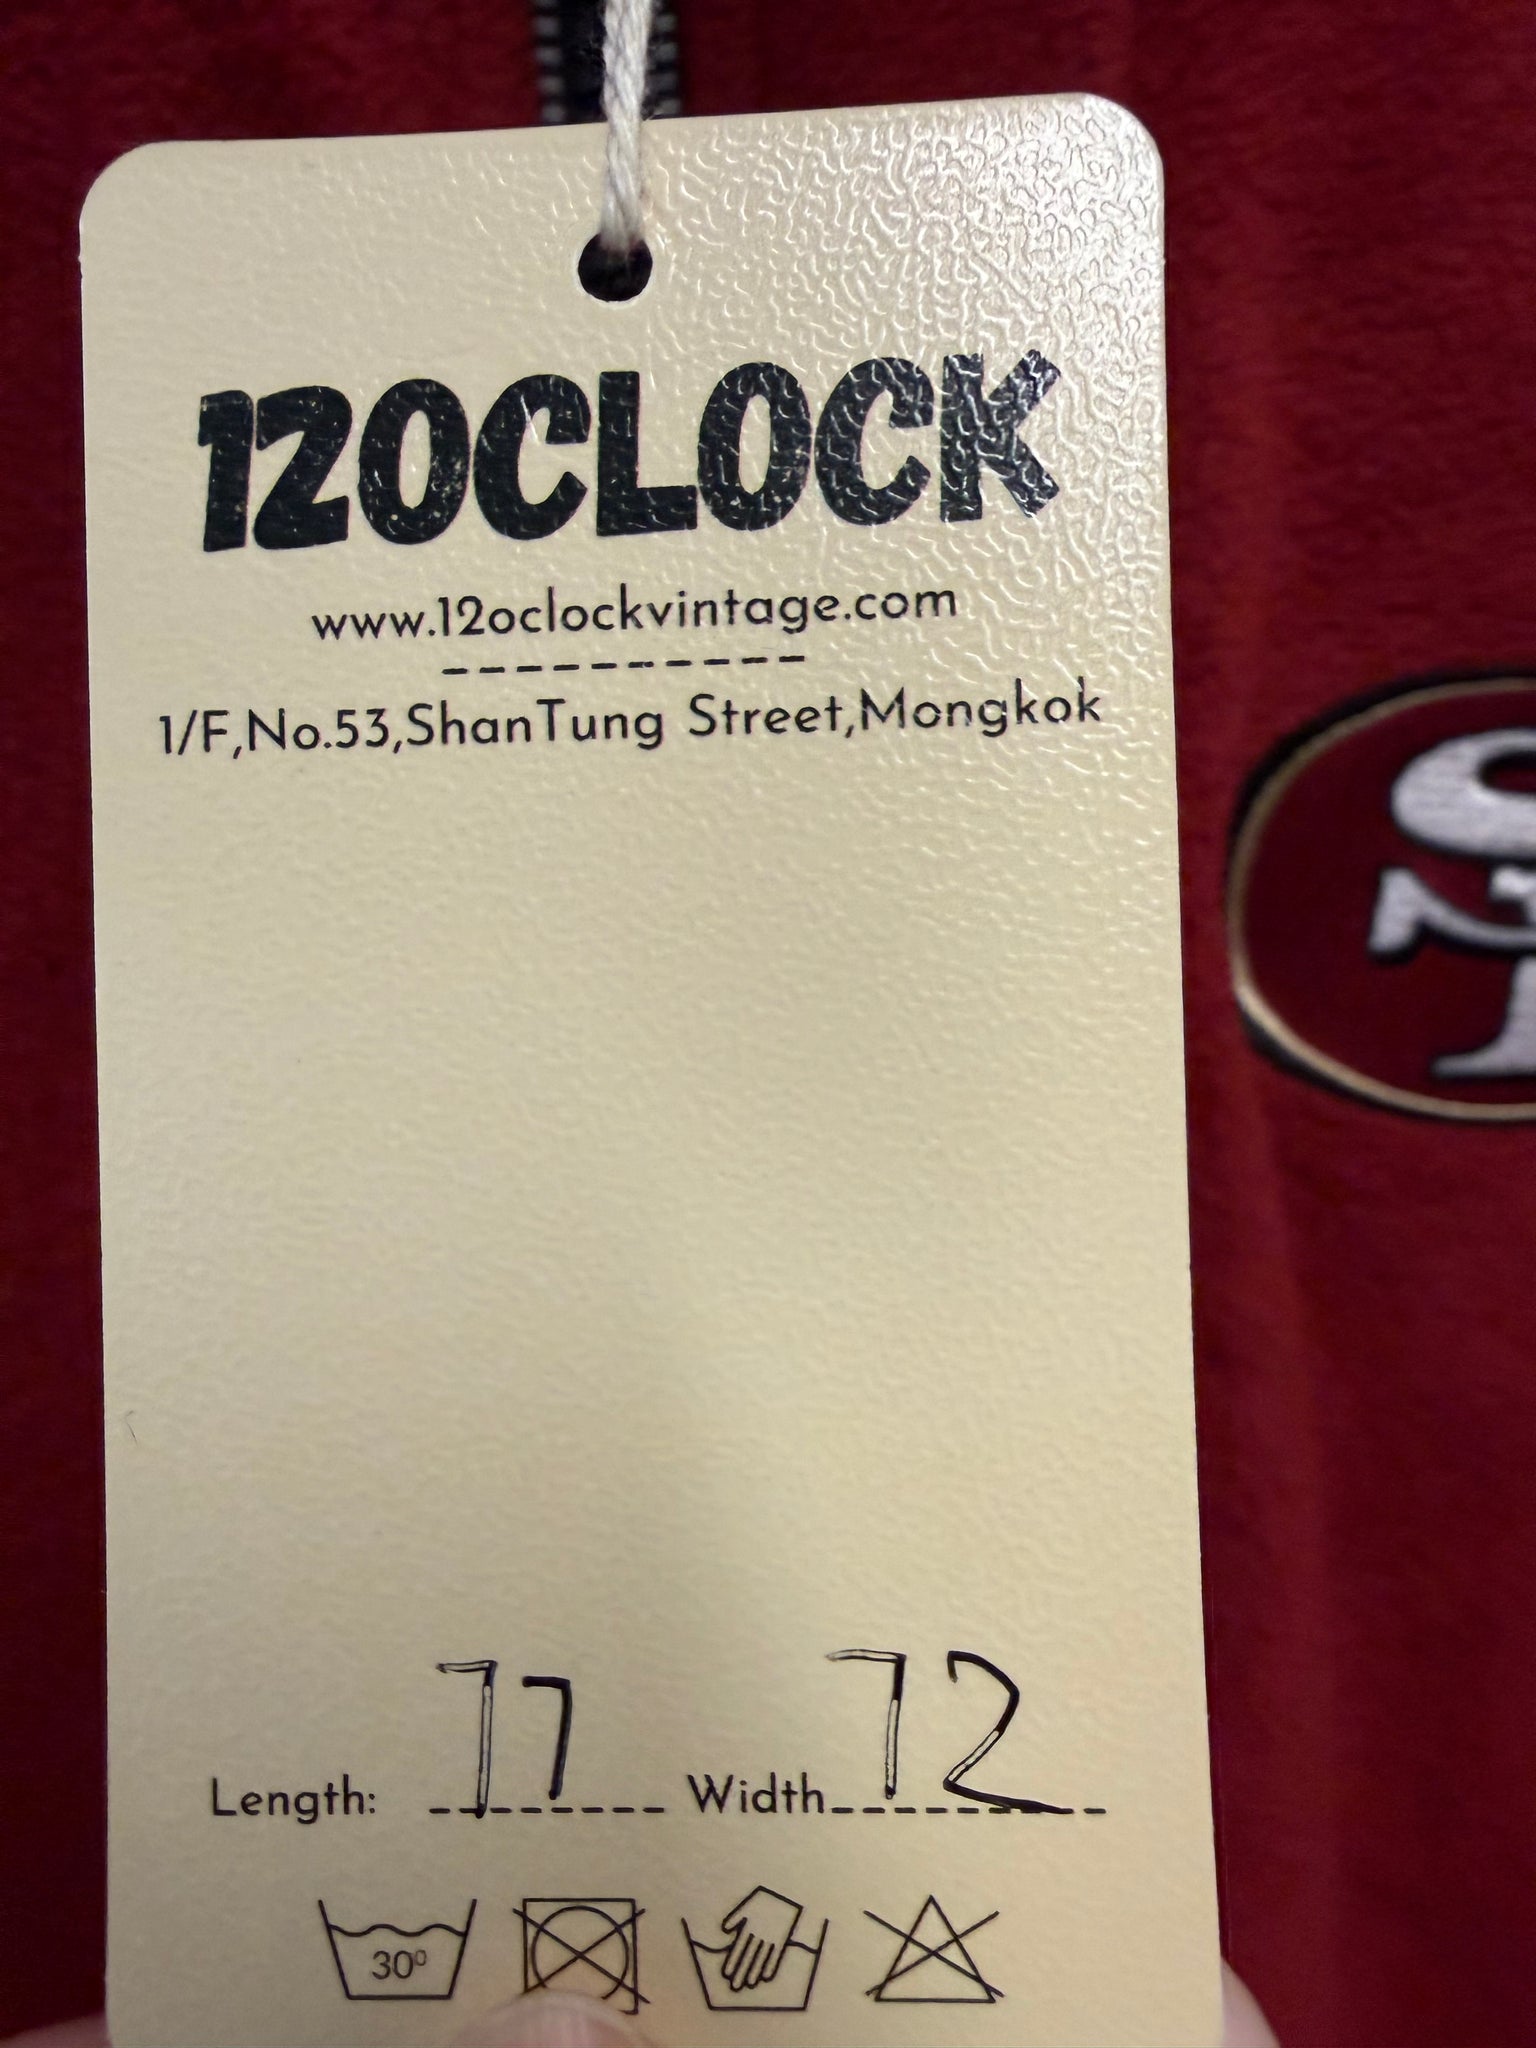 12OCLOCK
www.12oclockvintage.com
1/F,No.53,ShanTung Street,Mongkok
Length: 77 Width 72
30°